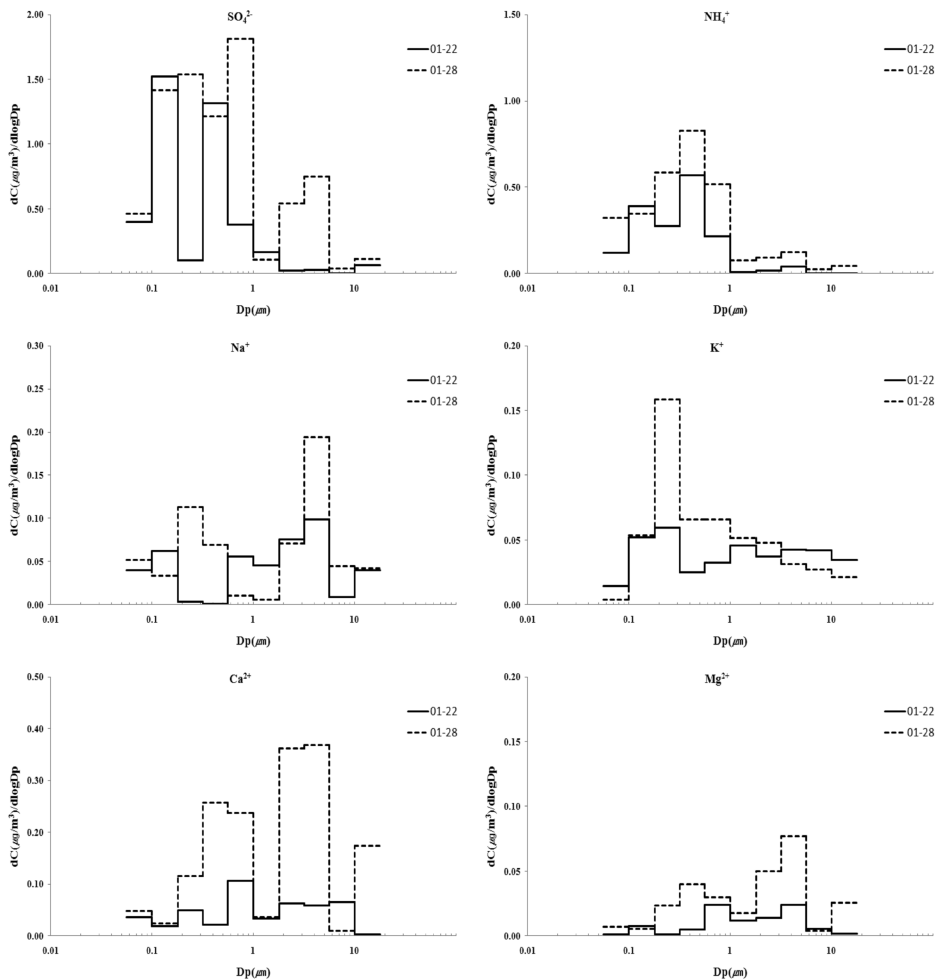 SO₄²⁻
2.00
1.50
1.00
0.50
0.00
dC(㎍/m³)/dlogDp
01-22
01-28
0.01 0.1 1 10
Dp(㎛)
NH₄⁺
1.50
1.00
0.50
0.00
dC(㎍/m³)/dlogDp
01-22
01-28
0.01 0.1 1 10
Dp(㎛)
Na⁺
0.30
0.25
0.20
0.15
0.10
0.05
0.00
dC(㎍/m³)/dlogDp
01-22
01-28
0.01 0.1 1 10
Dp(㎛)
K⁺
0.20
0.15
0.10
0.05
0.00
dC(㎍/m³)/dlogDp
01-22
01-28
0.01 0.1 1 10
Dp(㎛)
Ca²⁺
0.50
0.40
0.30
0.20
0.10
0.00
dC(㎍/m³)/dlogDp
01-22
01-28
0.01 0.1 1 10
Dp(㎛)
Mg²⁺
0.20
0.15
0.10
0.05
0.00
dC(㎍/m³)/dlogDp
01-22
01-28
0.01 0.1 1 10
Dp(㎛)